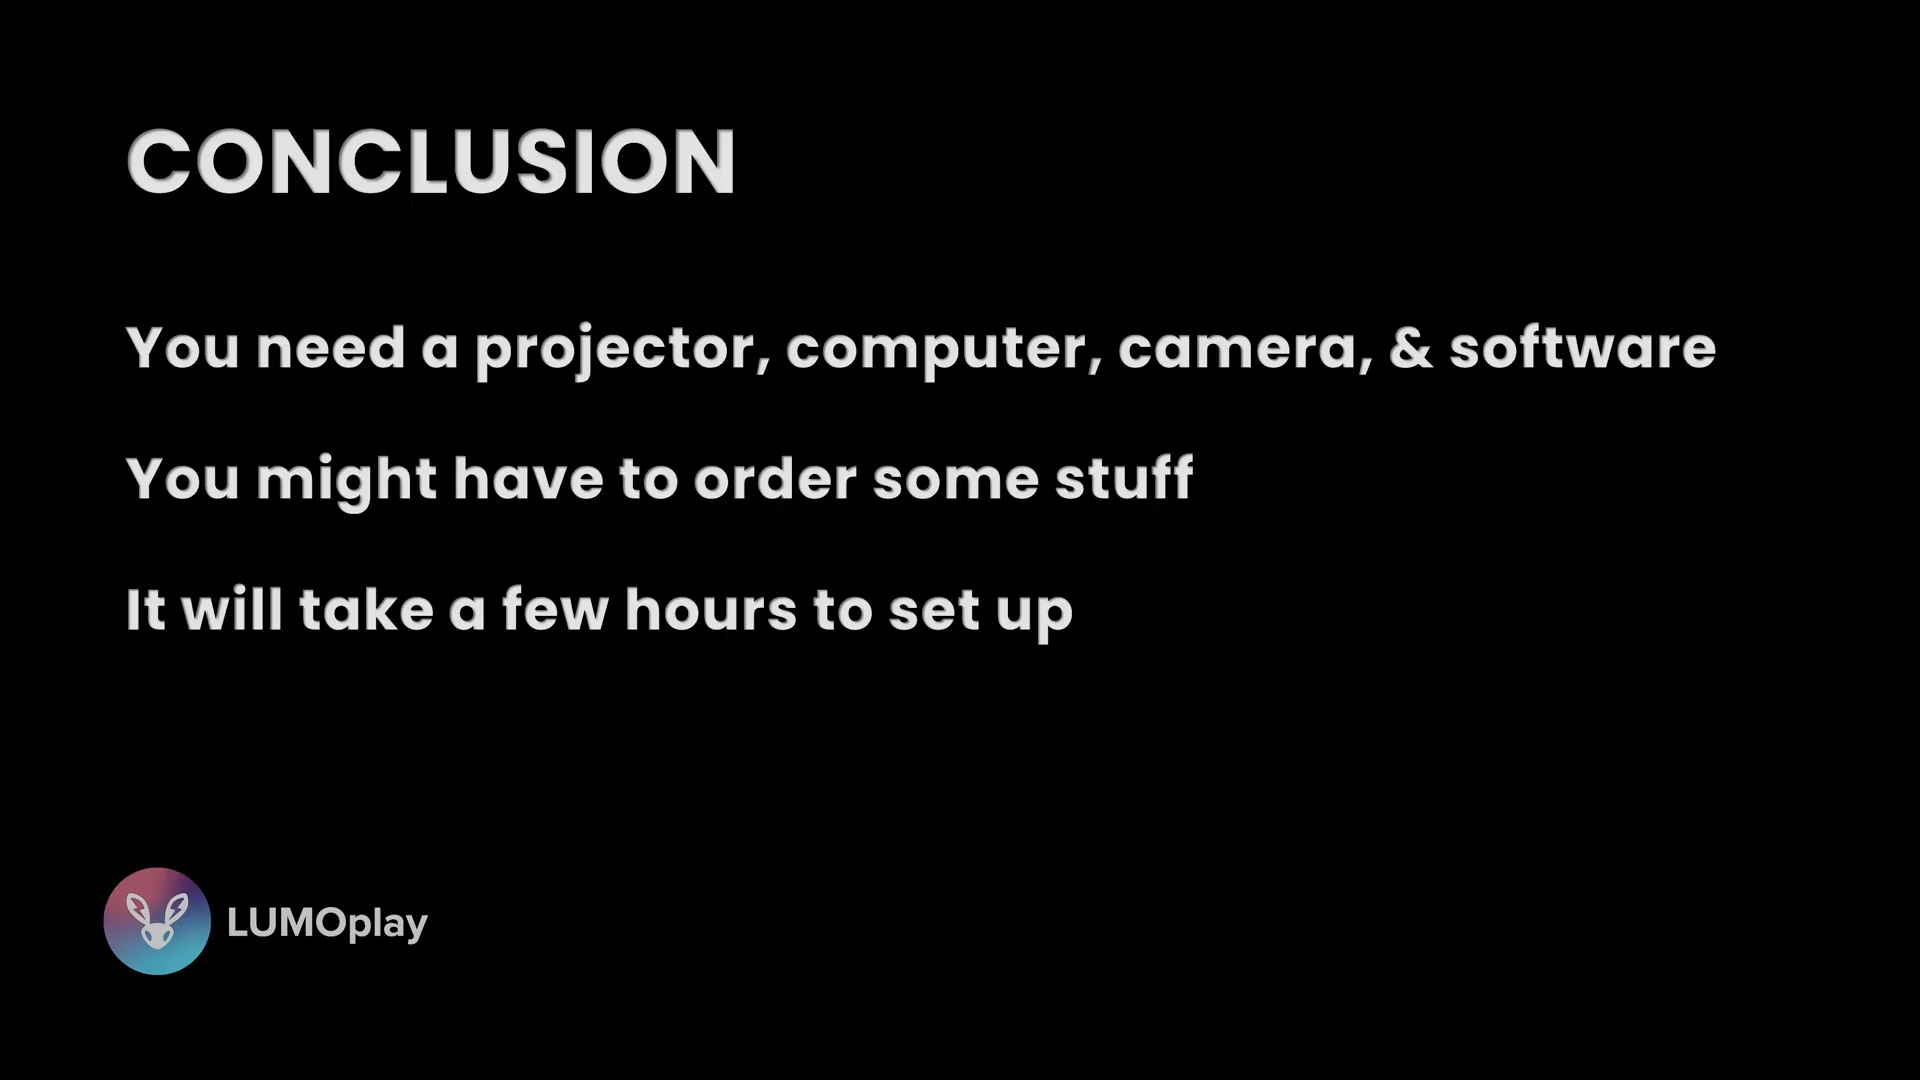 CONCLUSION
You need a projector, computer, camera, & software
You might have to order some stuff
It will take a few hours to set up
LUMOplay